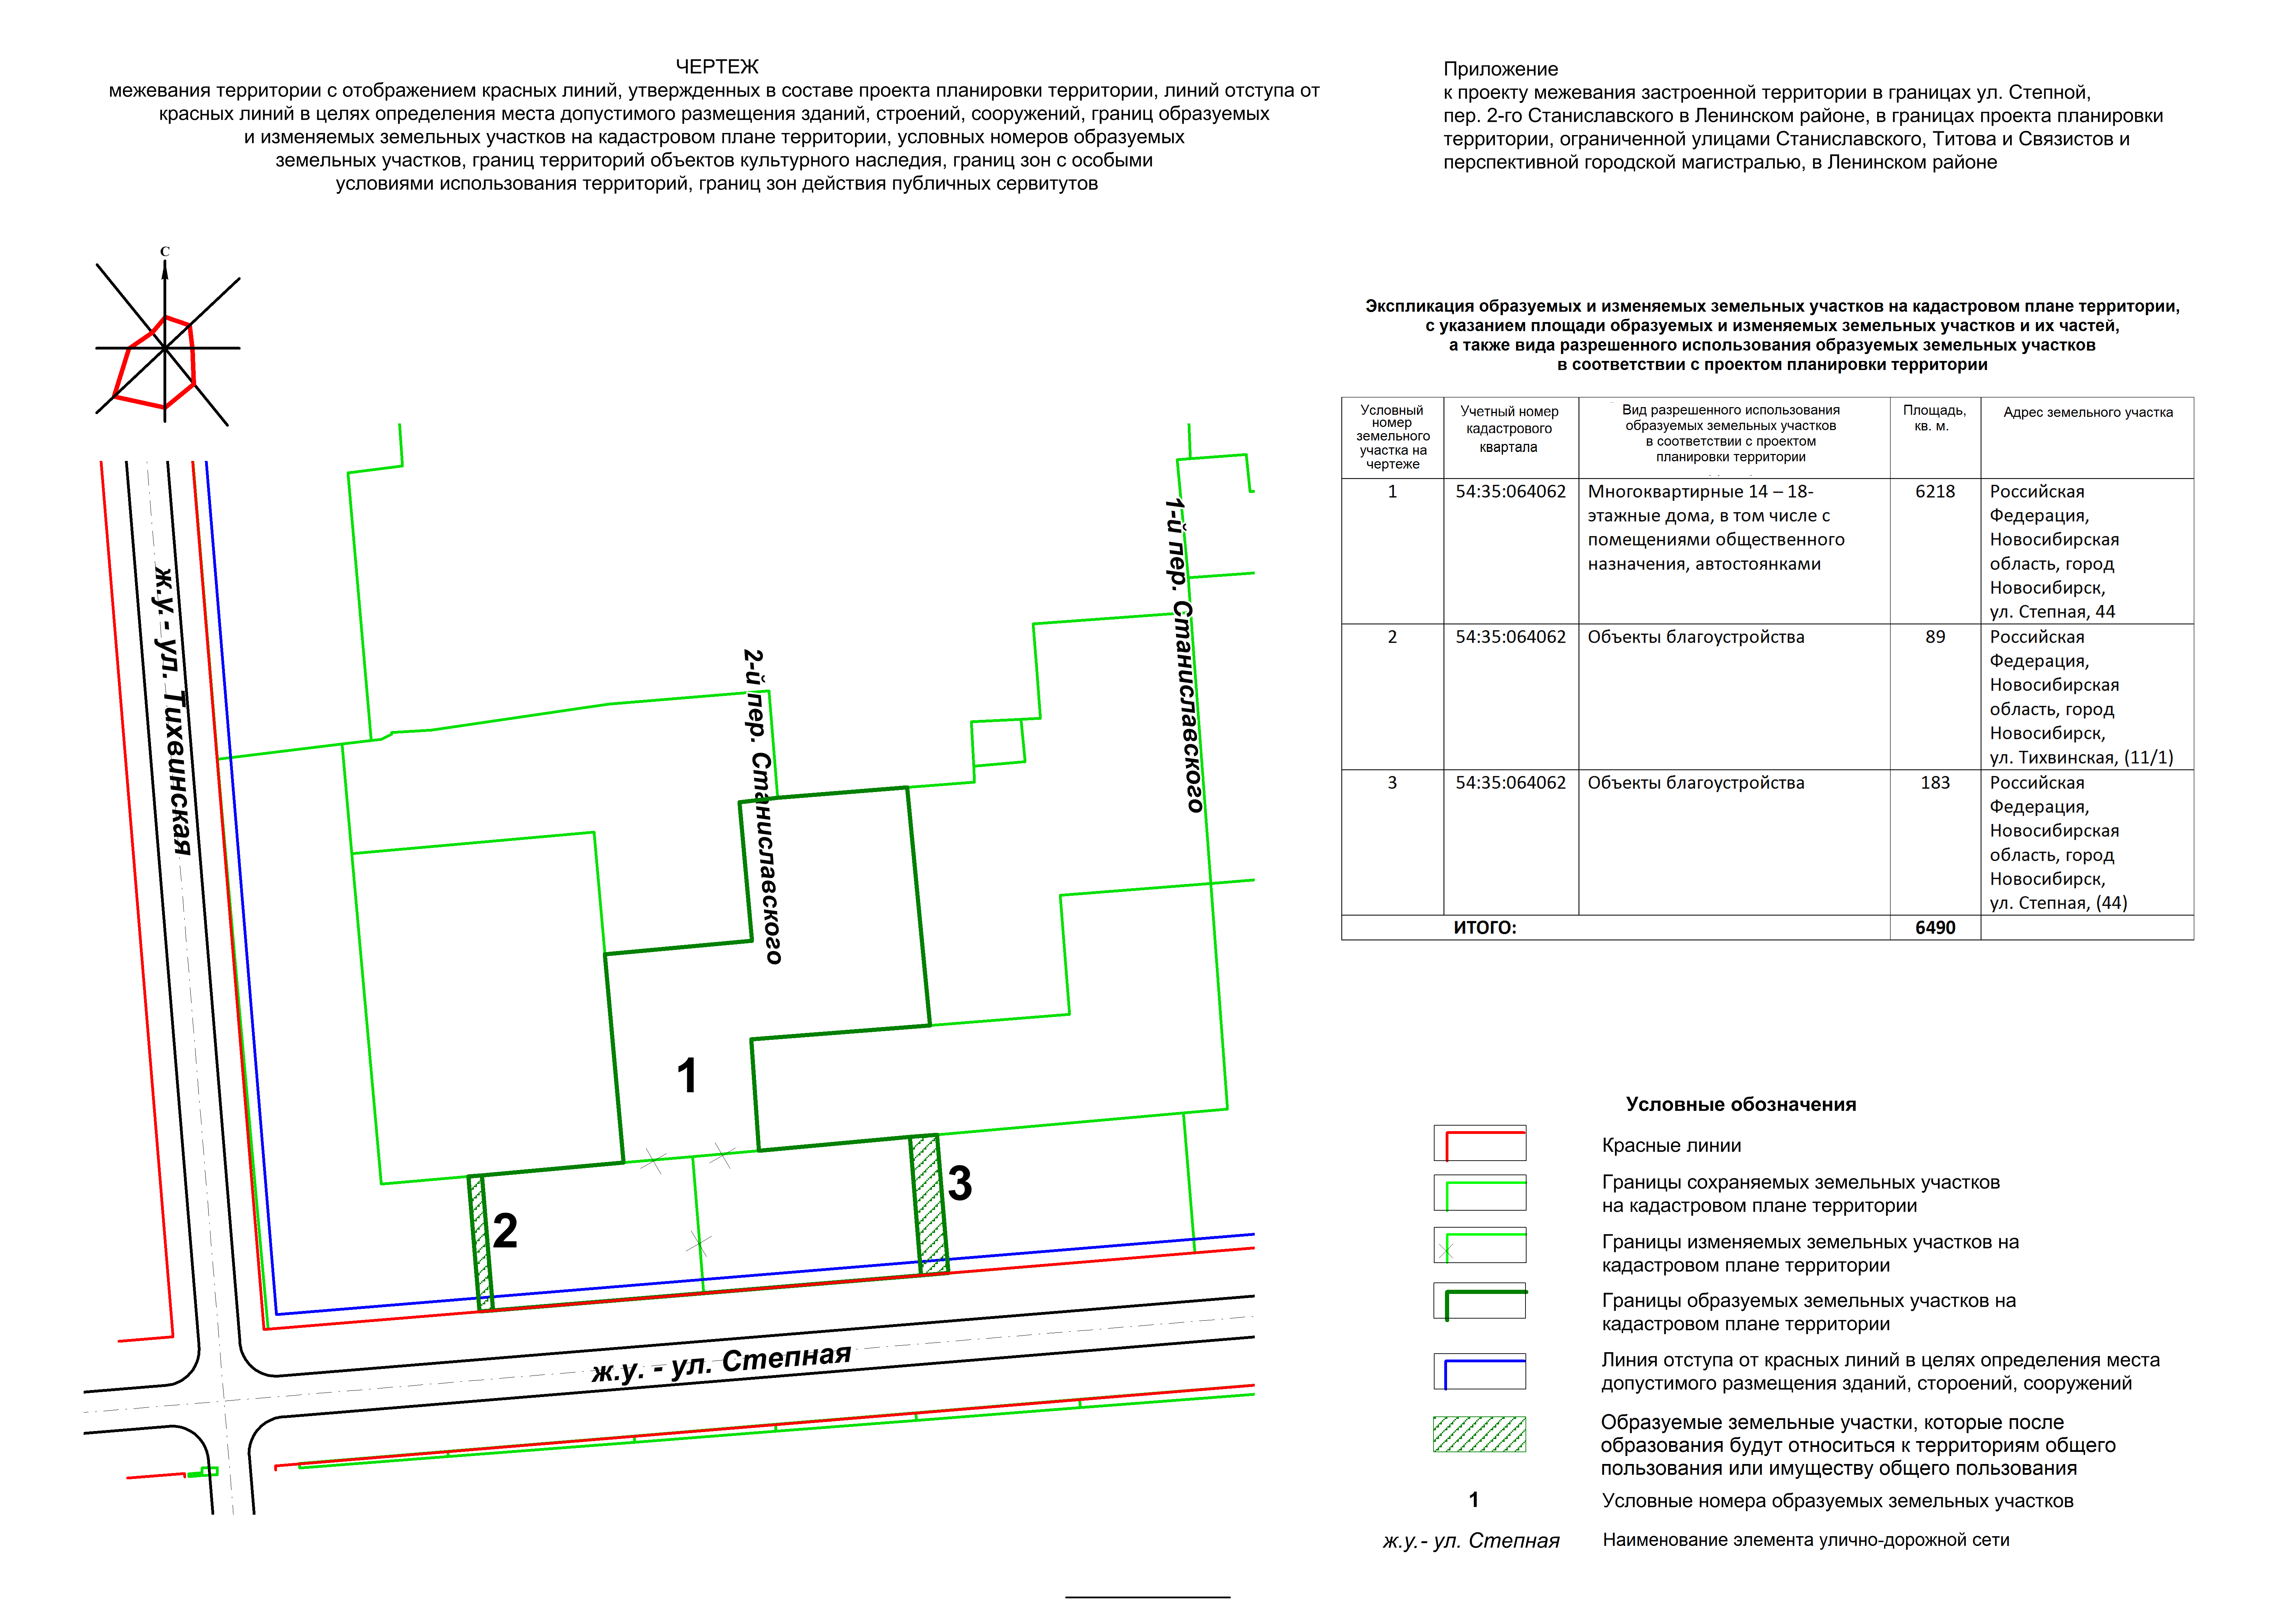 ЧЕРТЕЖ
межевания территории с отображением красных линий, утвержденных в составе проекта планировки территории, линий отступа от
красных линий в целях определения места допустимого размещения зданий, строений, сооружений, границ образуемых
и изменяемых земельных участков на кадастровом плане территории, условных номеров образуемых
земельных участков, границ территорий объектов культурного наследия, границ зон с особыми
условиями использования территорий, границ зон действия публичных сервитутов
Приложение
к проекту межевания застроенной территории в границах ул. Степной,
пер. 2-го Станиславского в Ленинском районе, в границах проекта планировки
территории, ограниченной улицами Станиславского, Титова и Связистов и
перспективной городской магистралью, в Ленинском районе
С
ж.у. - ул. Тихвинская
2-й пер. Станиславского
1-й пер. Станиславского
1
2
3
ж.у. - ул. Степная
Экспликация образуемых и изменяемых земельных участков на кадастровом плане территории,
с указанием площади образуемых и изменяемых земельных участков и их частей,
а также вида разрешенного использования образуемых земельных участков
в соответствии с проектом планировки территории
Условный
номер
земельного
участка на
чертеже
Учетный номер
кадастрового
квартала
Вид разрешенного использования
образуемых земельных участков
в соответствии с проектом
планировки территории
Площадь,
кв. м.
Адрес земельного участка
1
54:35:064062
Многоквартирные 14 – 18-
этажные дома, в том числе с
помещениями общественного
назначения, автостоянками
6218
Российская
Федерация,
Новосибирская
область, город
Новосибирск,
ул. Степная, 44
2
54:35:064062
Объекты благоустройства
89
Российская
Федерация,
Новосибирская
область, город
Новосибирск,
ул. Тихвинская, (11/1)
3
54:35:064062
Объекты благоустройства
183
Российская
Федерация,
Новосибирская
область, город
Новосибирск,
ул. Степная, (44)
ИТОГО:
6490
Условные обозначения
Красные линии
Границы сохраняемых земельных участков
на кадастровом плане территории
Границы изменяемых земельных участков на
кадастровом плане территории
Границы образуемых земельных участков на
кадастровом плане территории
Линия отступа от красных линий в целях определения места
допустимого размещения зданий, стороений, сооружений
Образуемые земельные участки, которые после
образования будут относиться к территориям общего
пользования или имуществу общего пользования
1
Условные номера образуемых земельных участков
ж.у.- ул. Степная
Наименование элемента улично-дорожной сети